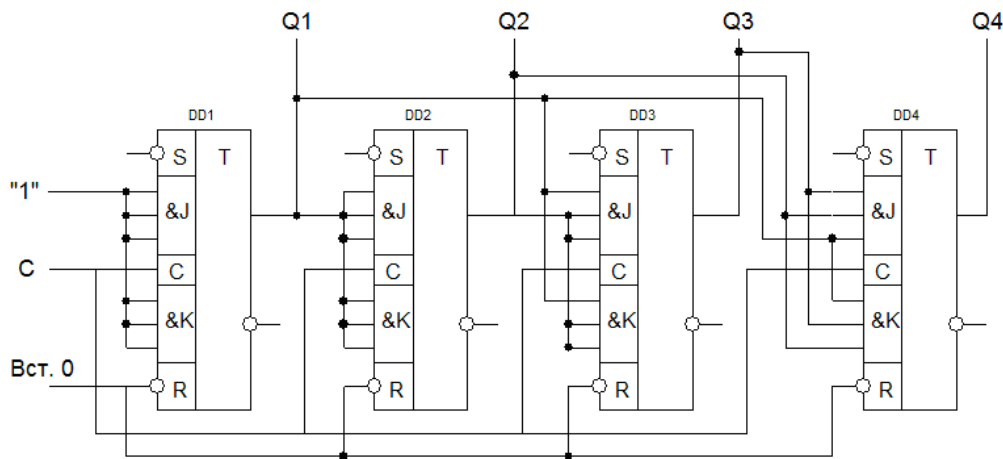 Q1 Q2 Q3 Q4
DD1 DD2 DD3 DD4
S T S T S T S T
"1"
&J &J &J &J
C C C C C
&K &K &K &K
Вст. 0
R R R R